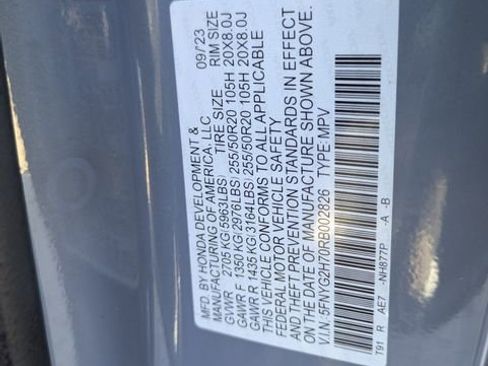 MFD. BY HONDA DEVELOPMENT & 09/23
MANUFACTURING OF AMERICA, LLC
TIRE SIZE RIM SIZE
GVWR 2705 KG(5963LBS)
GAWR F 1350 KG(2976LBS) 255/50R20 105H 20X8.0J
GAWR R 1435 KG(3164LBS) 255/50R20 105H 20X8.0J
THIS VEHICLE CONFORMS TO ALL APPLICABLE
FEDERAL MOTOR VEHICLE SAFETY
AND THEFT PREVENTION STANDARDS IN EFFECT
ON THE DATE OF MANUFACTURE SHOWN ABOVE.
V.I.N: 5FNYG2H70RB002826 TYPE:MPV
T91 R AE7 -NH877P A -B